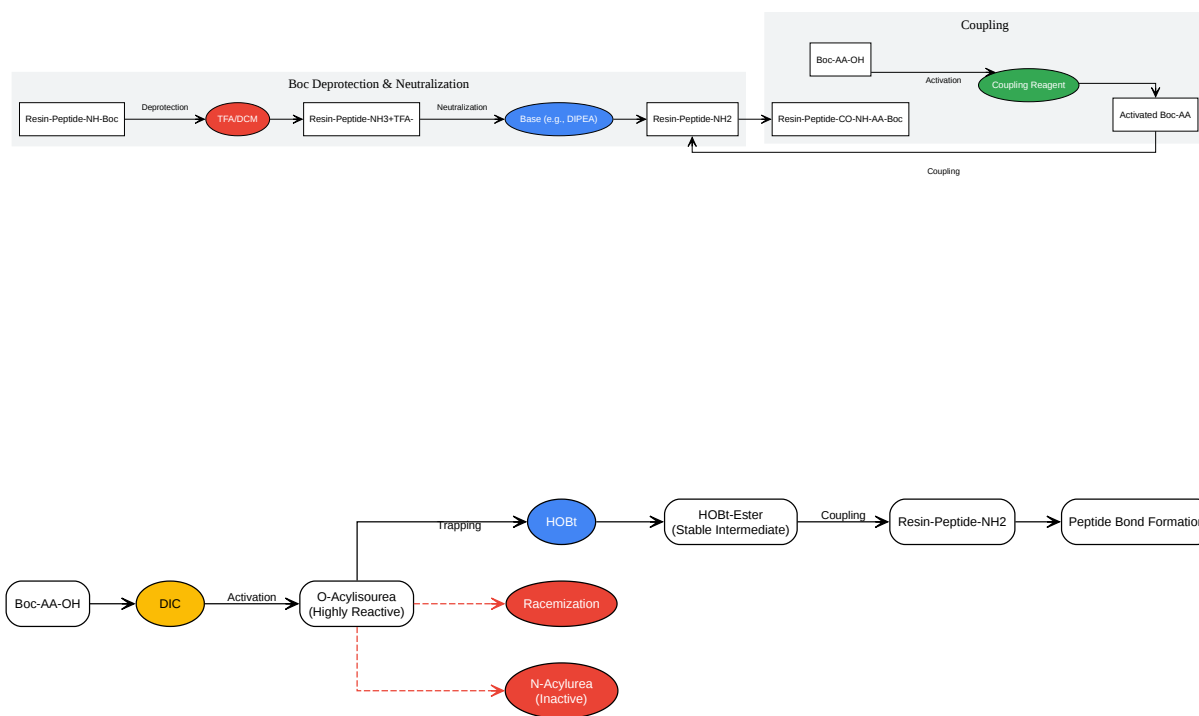 Coupling
Boc-AA-OH
Activation
Coupling Reagent
Activated Boc-AA
Boc Deprotection & Neutralization
Resin-Peptide-NH-Boc
Deprotection
TFA/DCM
Resin-Peptide-NH3+TFA-
Neutralization
Base (e.g., DIPEA)
Resin-Peptide-NH2
Resin-Peptide-CO-NH-AA-Boc
Coupling
Boc-AA-OH
DIC
Activation
O-Acylisourea
(Highly Reactive)
Trapping
HOBt
HOBt-Ester
(Stable Intermediate)
Coupling
Resin-Peptide-NH2
Peptide Bond Formation
Racemization
N-Acylurea
(Inactive)